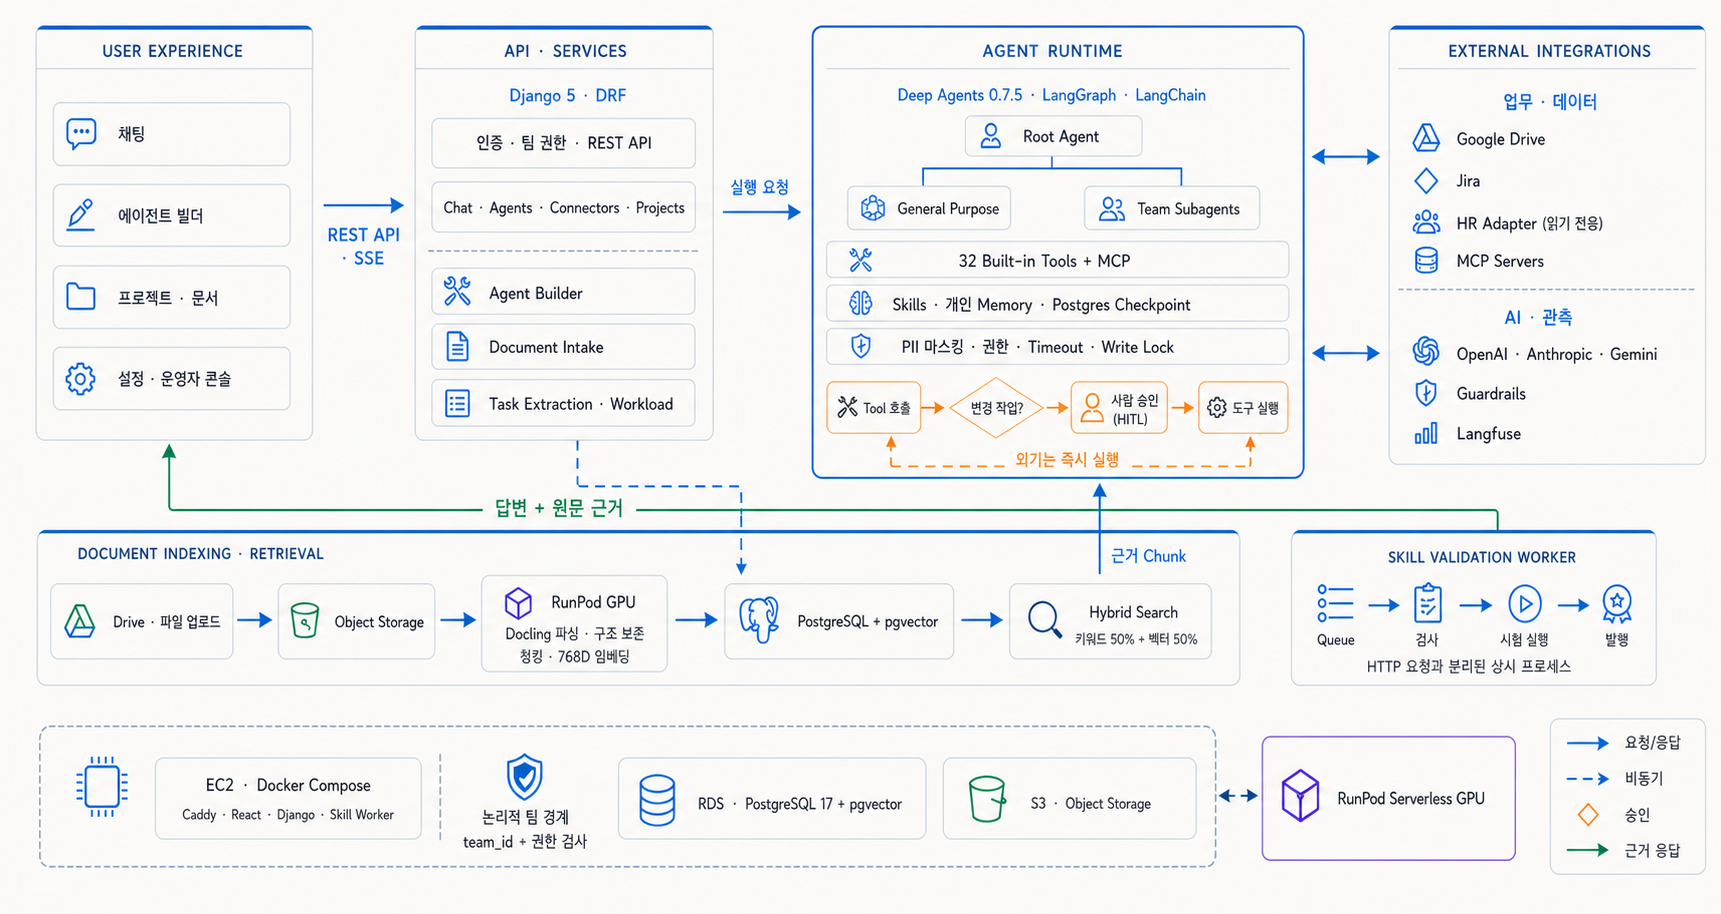 USER EXPERIENCE
채팅
에이전트 빌더
프로젝트 · 문서
설정 · 운영자 콘솔
REST API
· SSE
API · SERVICES
Django 5 · DRF
인증 · 팀 권한 · REST API
Chat · Agents · Connectors · Projects
Agent Builder
Document Intake
Task Extraction · Workload
실행 요청
AGENT RUNTIME
Deep Agents 0.7.5 · LangGraph · LangChain
Root Agent
General Purpose
Team Subagents
32 Built-in Tools + MCP
Skills · 개인 Memory · Postgres Checkpoint
PII 마스킹 · 권한 · Timeout · Write Lock
Tool 호출
변경 작업?
사람 승인
(HITL)
도구 실행
외기는 즉시 실행
EXTERNAL INTEGRATIONS
업무 · 데이터
Google Drive
Jira
HR Adapter (읽기 전용)
MCP Servers
AI · 관측
OpenAI · Anthropic · Gemini
Guardrails
Langfuse
답변 + 원문 근거
근거 Chunk
DOCUMENT INDEXING · RETRIEVAL
Drive · 파일 업로드
Object Storage
RunPod GPU
Docling 파싱 · 구조 보존
청킹 · 768D 임베딩
PostgreSQL + pgvector
Hybrid Search
키워드 50% + 벡터 50%
SKILL VALIDATION WORKER
Queue
검사
시험 실행
발행
HTTP 요청과 분리된 상시 프로세스
EC2 · Docker Compose
Caddy · React · Django · Skill Worker
논리적 팀 경계
team_id + 권한 검사
RDS · PostgreSQL 17 + pgvector
S3 · Object Storage
RunPod Serverless GPU
요청/응답
비동기
승인
근거 응답